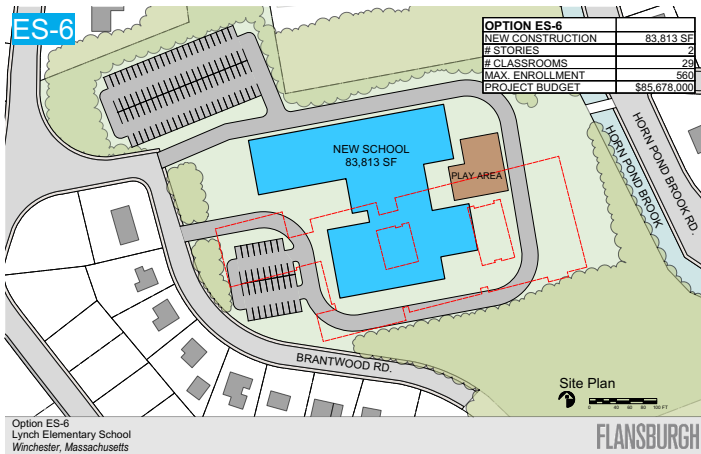 ES-6
OPTION ES-6
NEW CONSTRUCTION 83,813 SF
# STORIES 2
# CLASSROOMS 29
MAX. ENROLLMENT 560
PROJECT BUDGET $85,678,000
NEW SCHOOL
83,813 SF
PLAY AREA
HORN POND BROOK
HORN POND BROOK RD.
BRANTWOOD RD.
Site Plan
0 40 60 80 100 FT
Option ES-6
Lynch Elementary School
Winchester, Massachusetts
FLANSBURGH